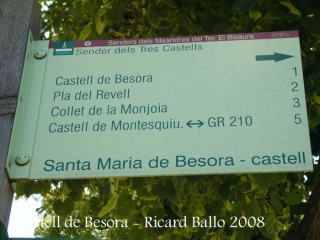 Senders dels Meandres del Ter. El Bisaura
Sender dels Tres Castells
Castell de Besora 1
Pla del Revell 2
Collet de la Monjoia 3
Castell de Montesquiu. ↔ GR 210 5
Santa Maria de Besora - castell
Castell de Besora - Ricard Ballo 2008